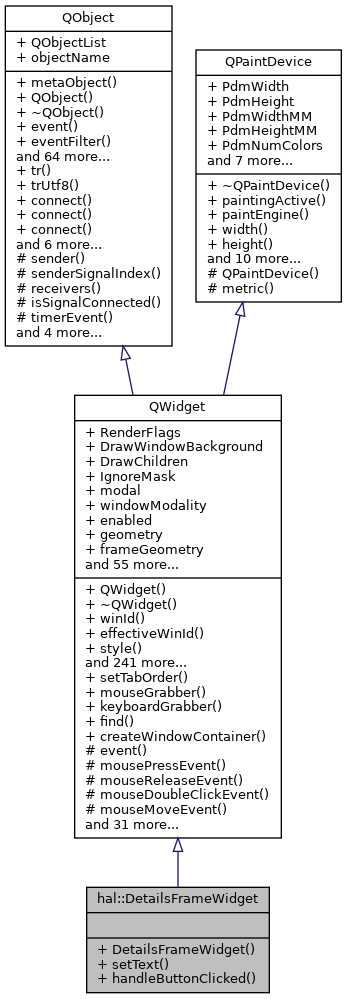 QObject
+ QObjectList
+ objectName
+ metaObject()
+ QObject()
+ ~QObject()
+ event()
+ eventFilter()
and 64 more...
+ tr()
+ trUtf8()
+ connect()
+ connect()
+ connect()
and 6 more...
# sender()
# senderSignalIndex()
# receivers()
# isSignalConnected()
# timerEvent()
and 4 more...
QPaintDevice
+ PdmWidth
+ PdmHeight
+ PdmWidthMM
+ PdmHeightMM
+ PdmNumColors
and 7 more...
+ ~QPaintDevice()
+ paintingActive()
+ paintEngine()
+ width()
+ height()
and 10 more...
# QPaintDevice()
# metric()
QWidget
+ RenderFlags
+ DrawWindowBackground
+ DrawChildren
+ IgnoreMask
+ modal
+ windowModality
+ enabled
+ geometry
+ frameGeometry
and 55 more...
+ QWidget()
+ ~QWidget()
+ winId()
+ effectiveWinId()
+ style()
and 241 more...
+ setTabOrder()
+ mouseGrabber()
+ keyboardGrabber()
+ find()
+ createWindowContainer()
# event()
# mousePressEvent()
# mouseReleaseEvent()
# mouseDoubleClickEvent()
# mouseMoveEvent()
and 31 more...
hal::DetailsFrameWidget
+ DetailsFrameWidget()
+ setText()
+ handleButtonClicked()